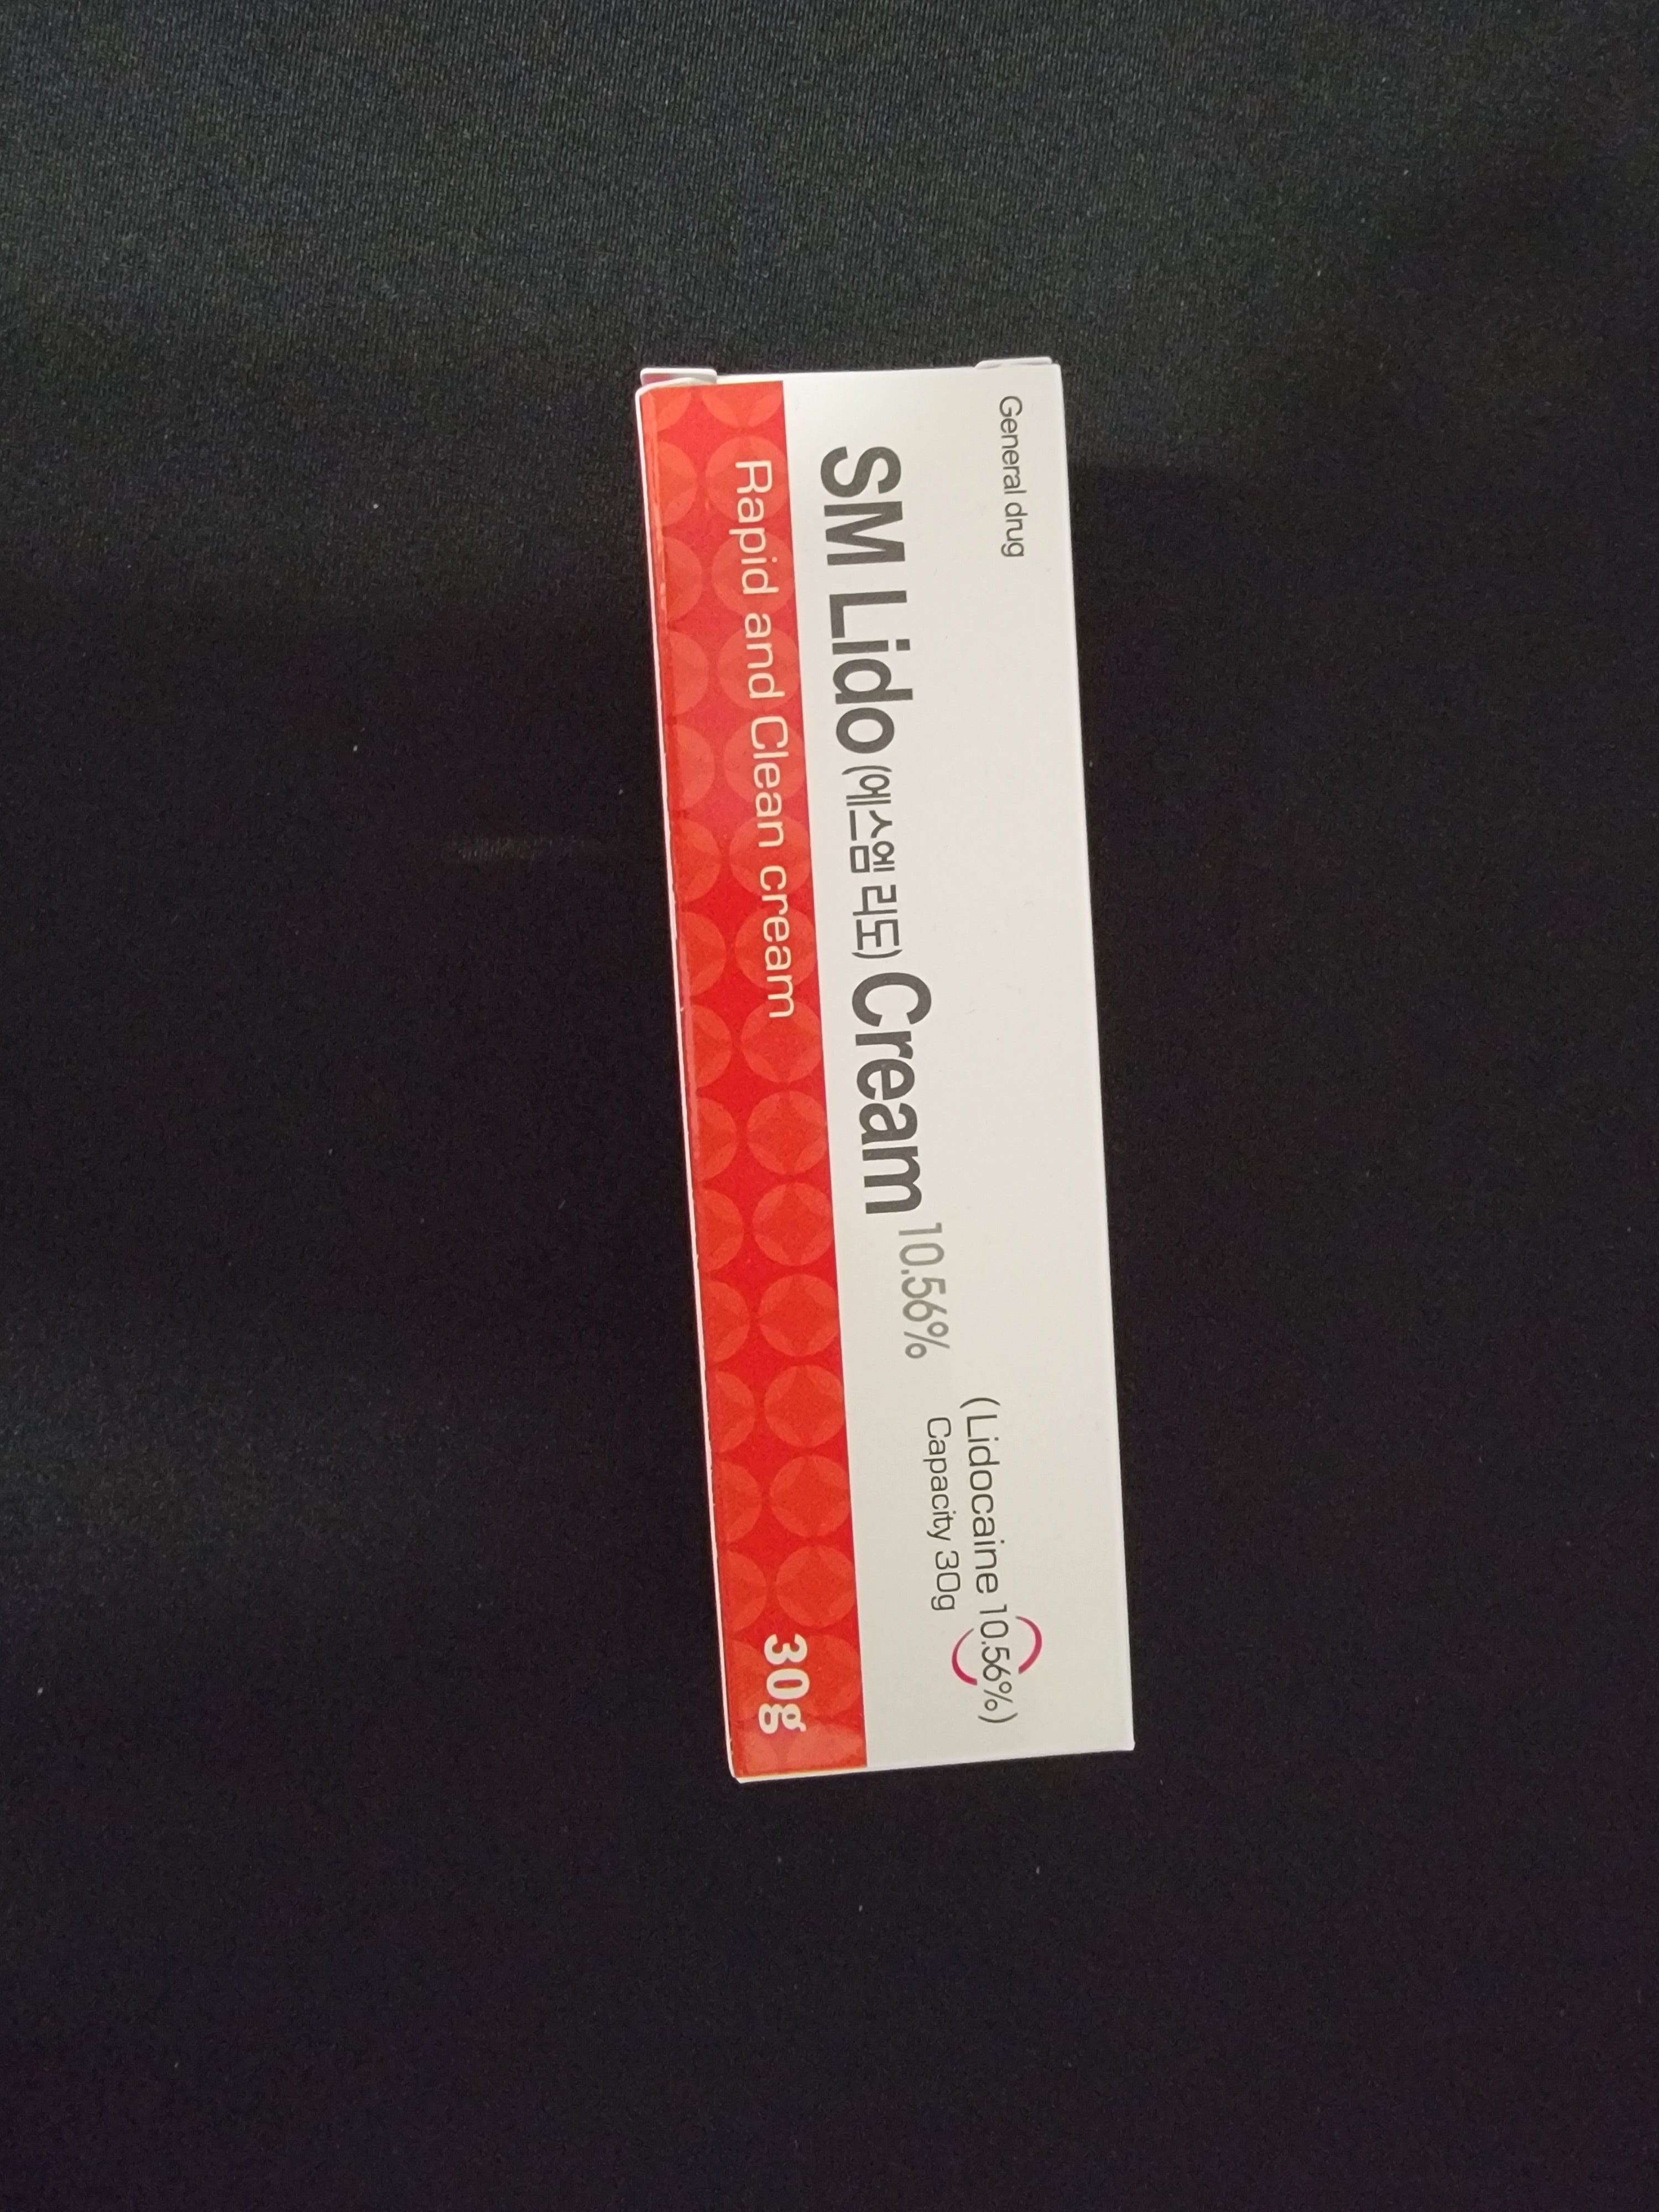 General drug
SM Lido (에스엠 리도) Cream 10.56%
(Lidocaine 10.56%)
Capacity 30g
Rapid and Clean cream
30g